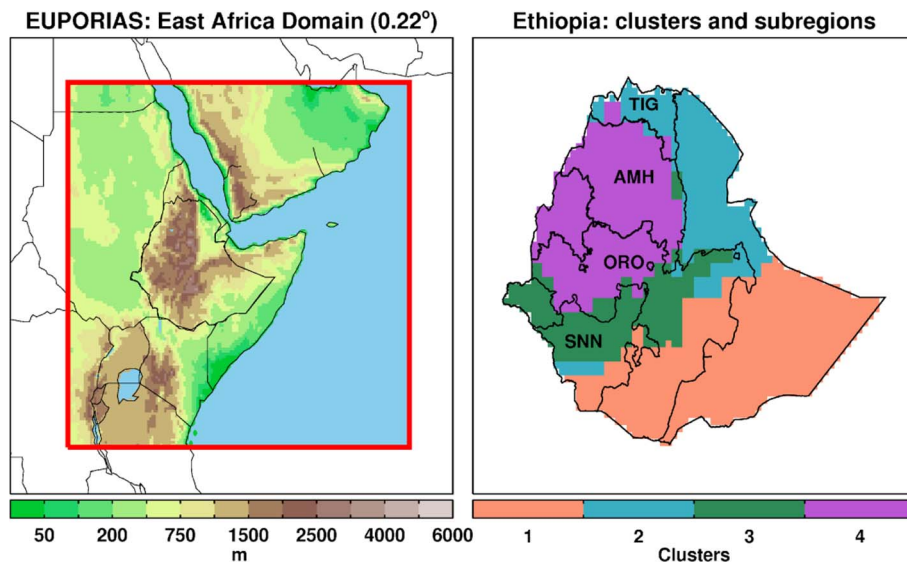 EUPORIAS: East Africa Domain (0.22º)
Ethiopia: clusters and subregions
TIG
AMH
ORO
SNN
50 200 750 1500 2500 4000 6000
m
1 2 3 4
Clusters